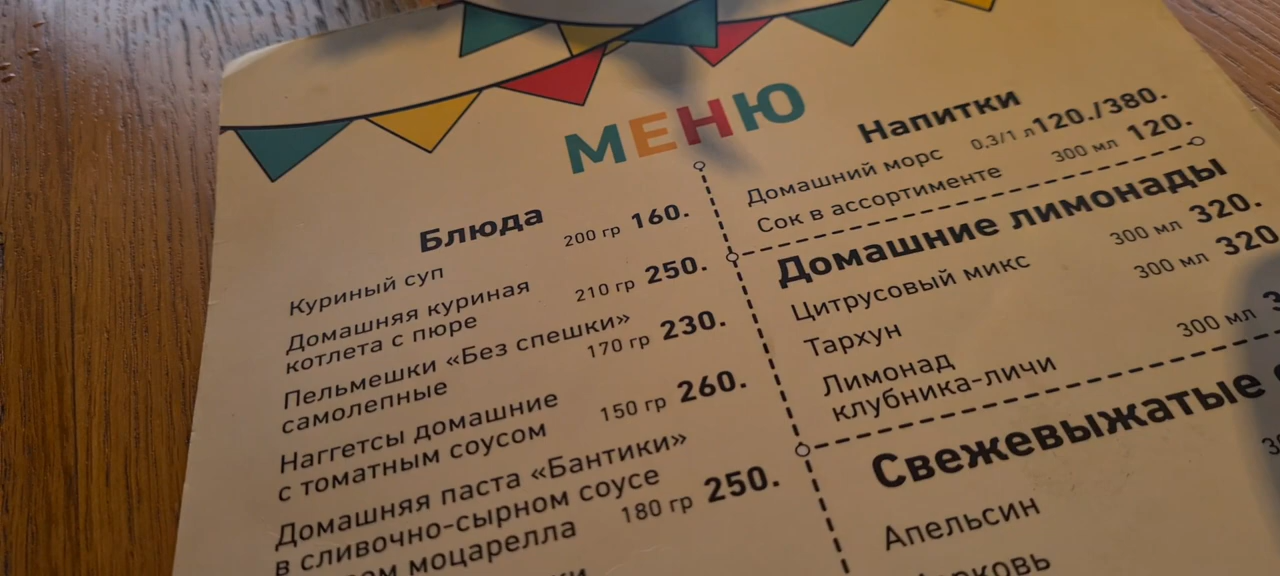 МЕНЮ
Блюда
Куриный суп 200 гр 160.
Домашняя куриная
котлета с пюре 210 гр 250.
Пельмешки «Без спешки»
самолепные 170 гр 230.
Наггетсы домашние
с томатным соусом 150 гр 260.
Домашняя паста «Бантики»
в сливочно-сырном соусе
моцарелла 180 гр 250.
Напитки
Домашний морс 0.3/1 л 120./380.
Сок в ассортименте 300 мл 120.
Домашние лимонады
Цитрусовый микс 300 мл 320.
Тархун 300 мл 320
Лимонад
клубника-личи 300 мл
Свежевыжатые
Апельсин